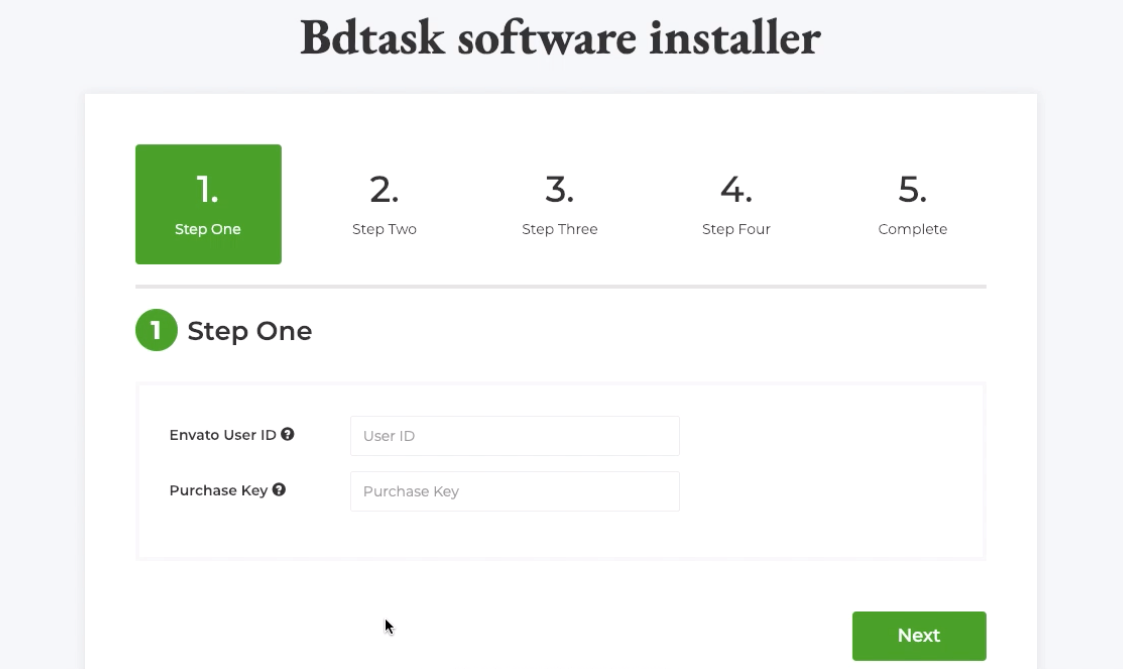 Bdtask software installer
1. 2. 3. 4. 5.
Step One Step Two Step Three Step Four Complete
1 Step One
Envato User ID ? User ID
Purchase Key ? Purchase Key
Next